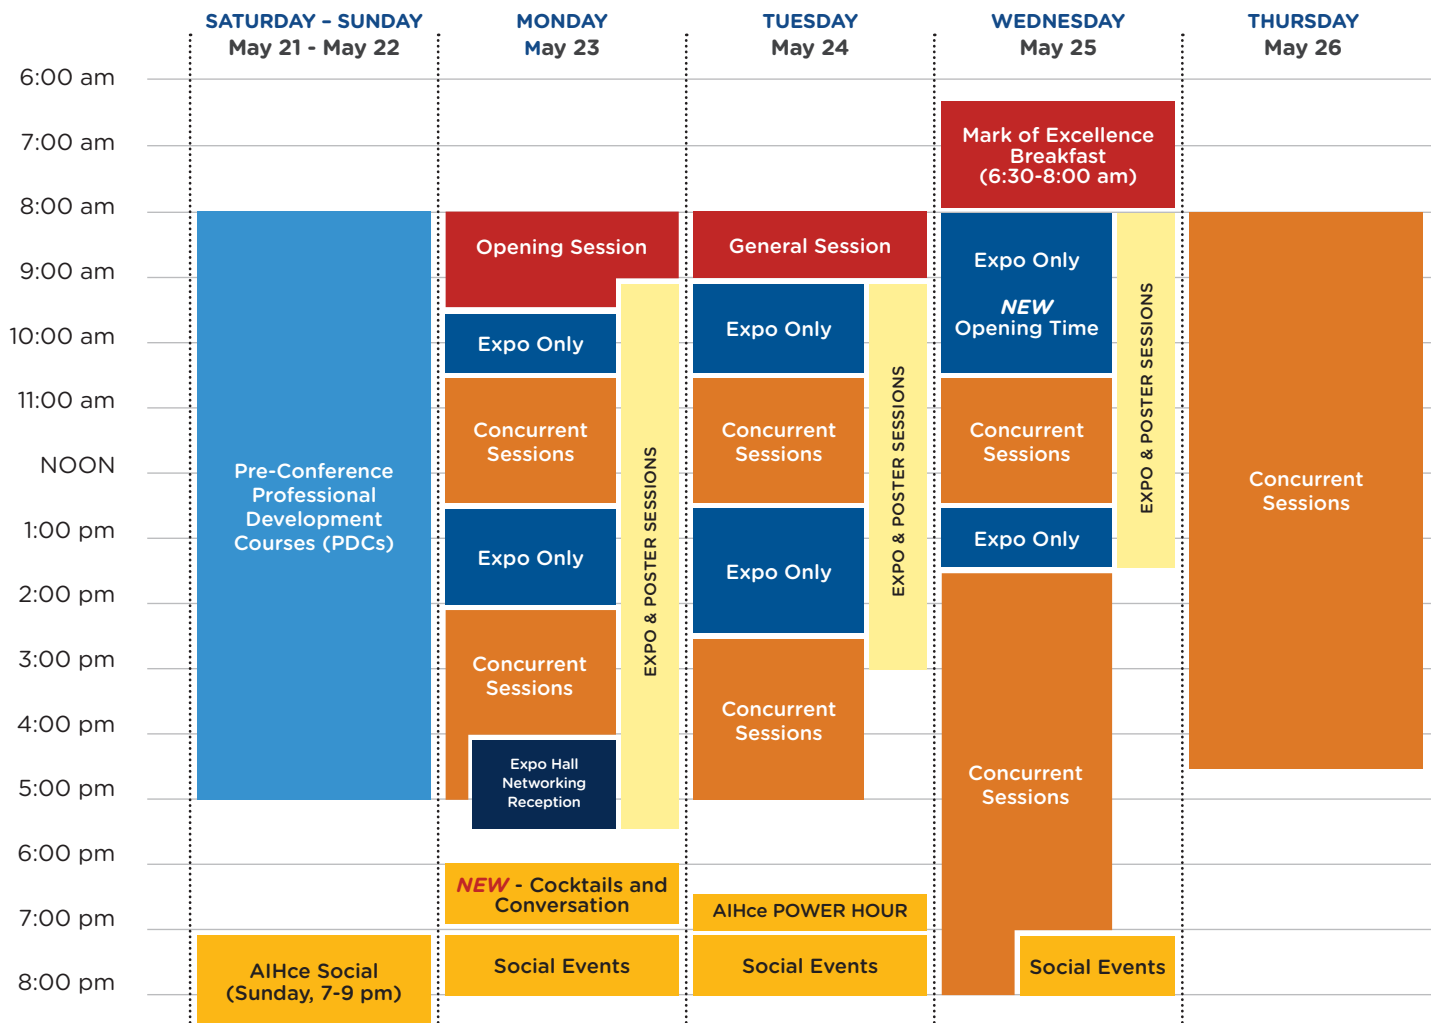 SATURDAY – SUNDAY
May 21 - May 22
MONDAY
May 23
TUESDAY
May 24
WEDNESDAY
May 25
THURSDAY
May 26
6:00 am
7:00 am
8:00 am
9:00 am
10:00 am
11:00 am
NOON
1:00 pm
2:00 pm
3:00 pm
4:00 pm
5:00 pm
6:00 pm
7:00 pm
8:00 pm
Pre-Conference
Professional
Development
Courses (PDCs)
AIHce Social
(Sunday, 7-9 pm)
Opening Session
Expo Only
Concurrent
Sessions
Expo Only
Concurrent
Sessions
Expo Hall
Networking
Reception
EXPO & POSTER SESSIONS
NEW - Cocktails and
Conversation
Social Events
General Session
Expo Only
Concurrent
Sessions
Expo Only
Concurrent
Sessions
EXPO & POSTER SESSIONS
AIHce POWER HOUR
Social Events
Mark of Excellence
Breakfast
(6:30-8:00 am)
Expo Only
NEW
Opening Time
Concurrent
Sessions
Expo Only
Concurrent
Sessions
EXPO & POSTER SESSIONS
Social Events
Concurrent
Sessions